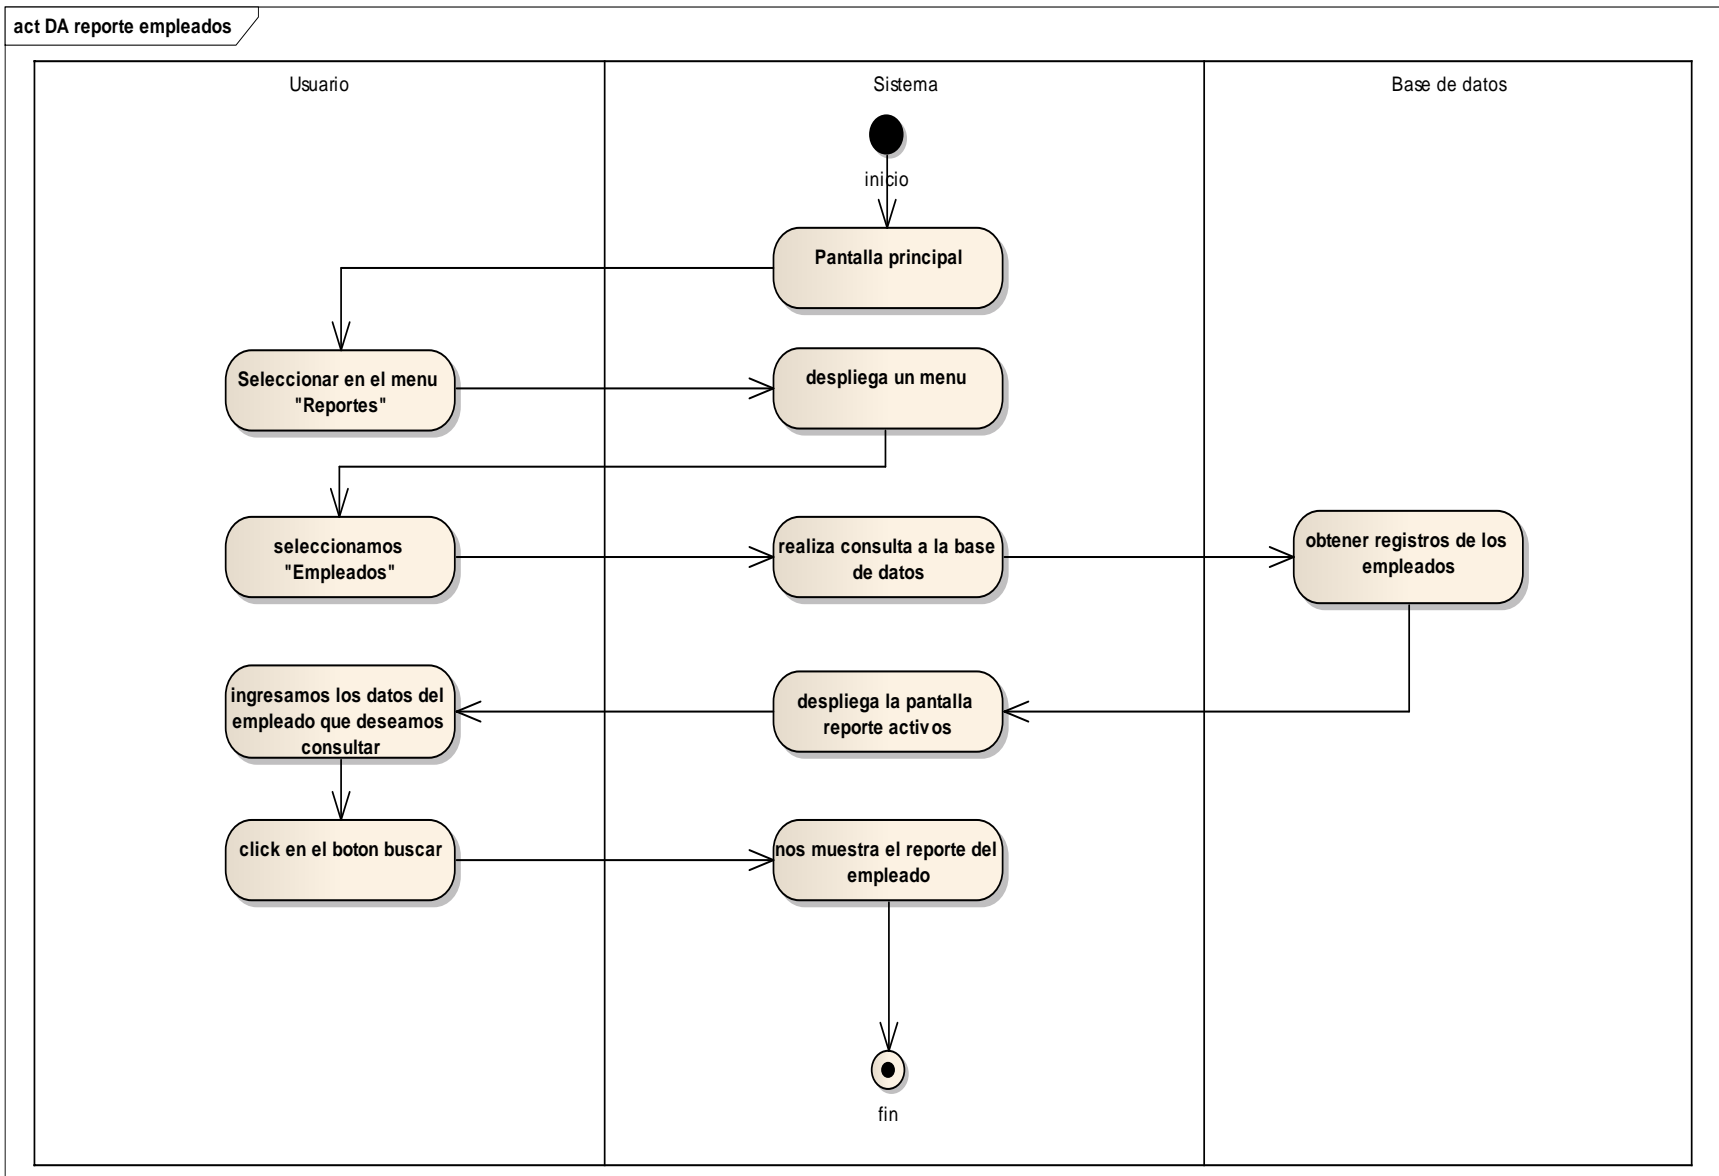 act DA reporte empleados
Usuario
Sistema
Base de datos
inicio
Pantalla principal
Seleccionar en el menu
"Reportes"
despliega un menu
seleccionamos
"Empleados"
realiza consulta a la base
de datos
obtener registros de los
empleados
ingresamos los datos del
empleado que deseamos
consultar
despliega la pantalla
reporte activos
click en el boton buscar
nos muestra el reporte del
empleado
fin